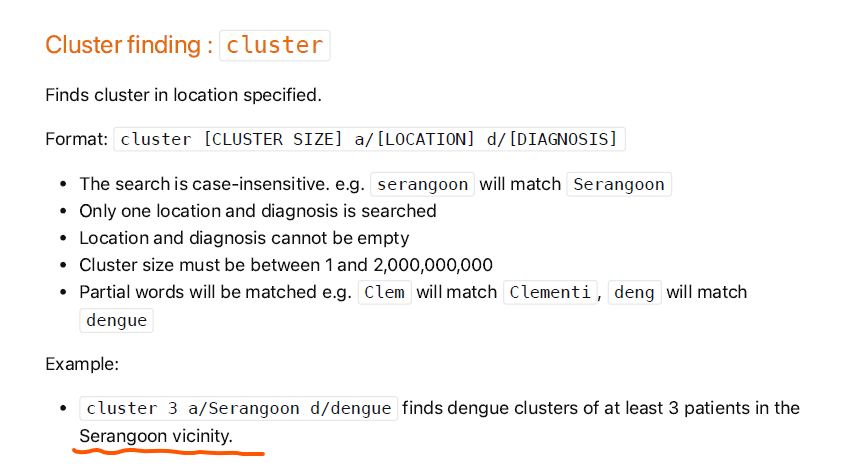 Cluster finding : cluster
Finds cluster in location specified.
Format: cluster [CLUSTER SIZE] a/[LOCATION] d/[DIAGNOSIS]
• The search is case-insensitive. e.g. serangoon will match Serangoon
• Only one location and diagnosis is searched
• Location and diagnosis cannot be empty
• Cluster size must be between 1 and 2,000,000,000
• Partial words will be matched e.g. Clem will match Clementi, deng will match
dengue
Example:
• cluster 3 a/Serangoon d/dengue finds dengue clusters of at least 3 patients in the
Serangoon vicinity.